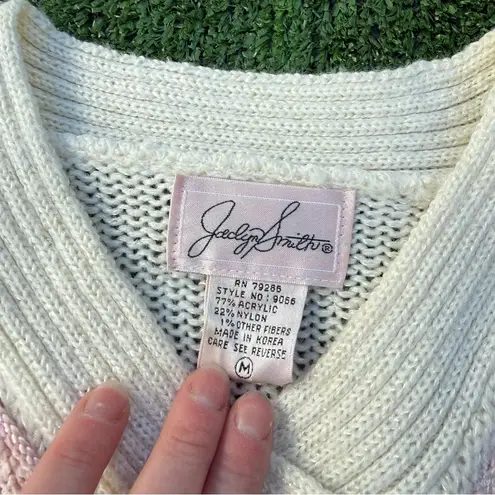 Jaclyn Smith®
RN 79286
STYLE NO: 9056
77% ACRYLIC
22% NYLON
1% OTHER FIBERS
MADE IN KOREA
CARE SEE REVERSE
M